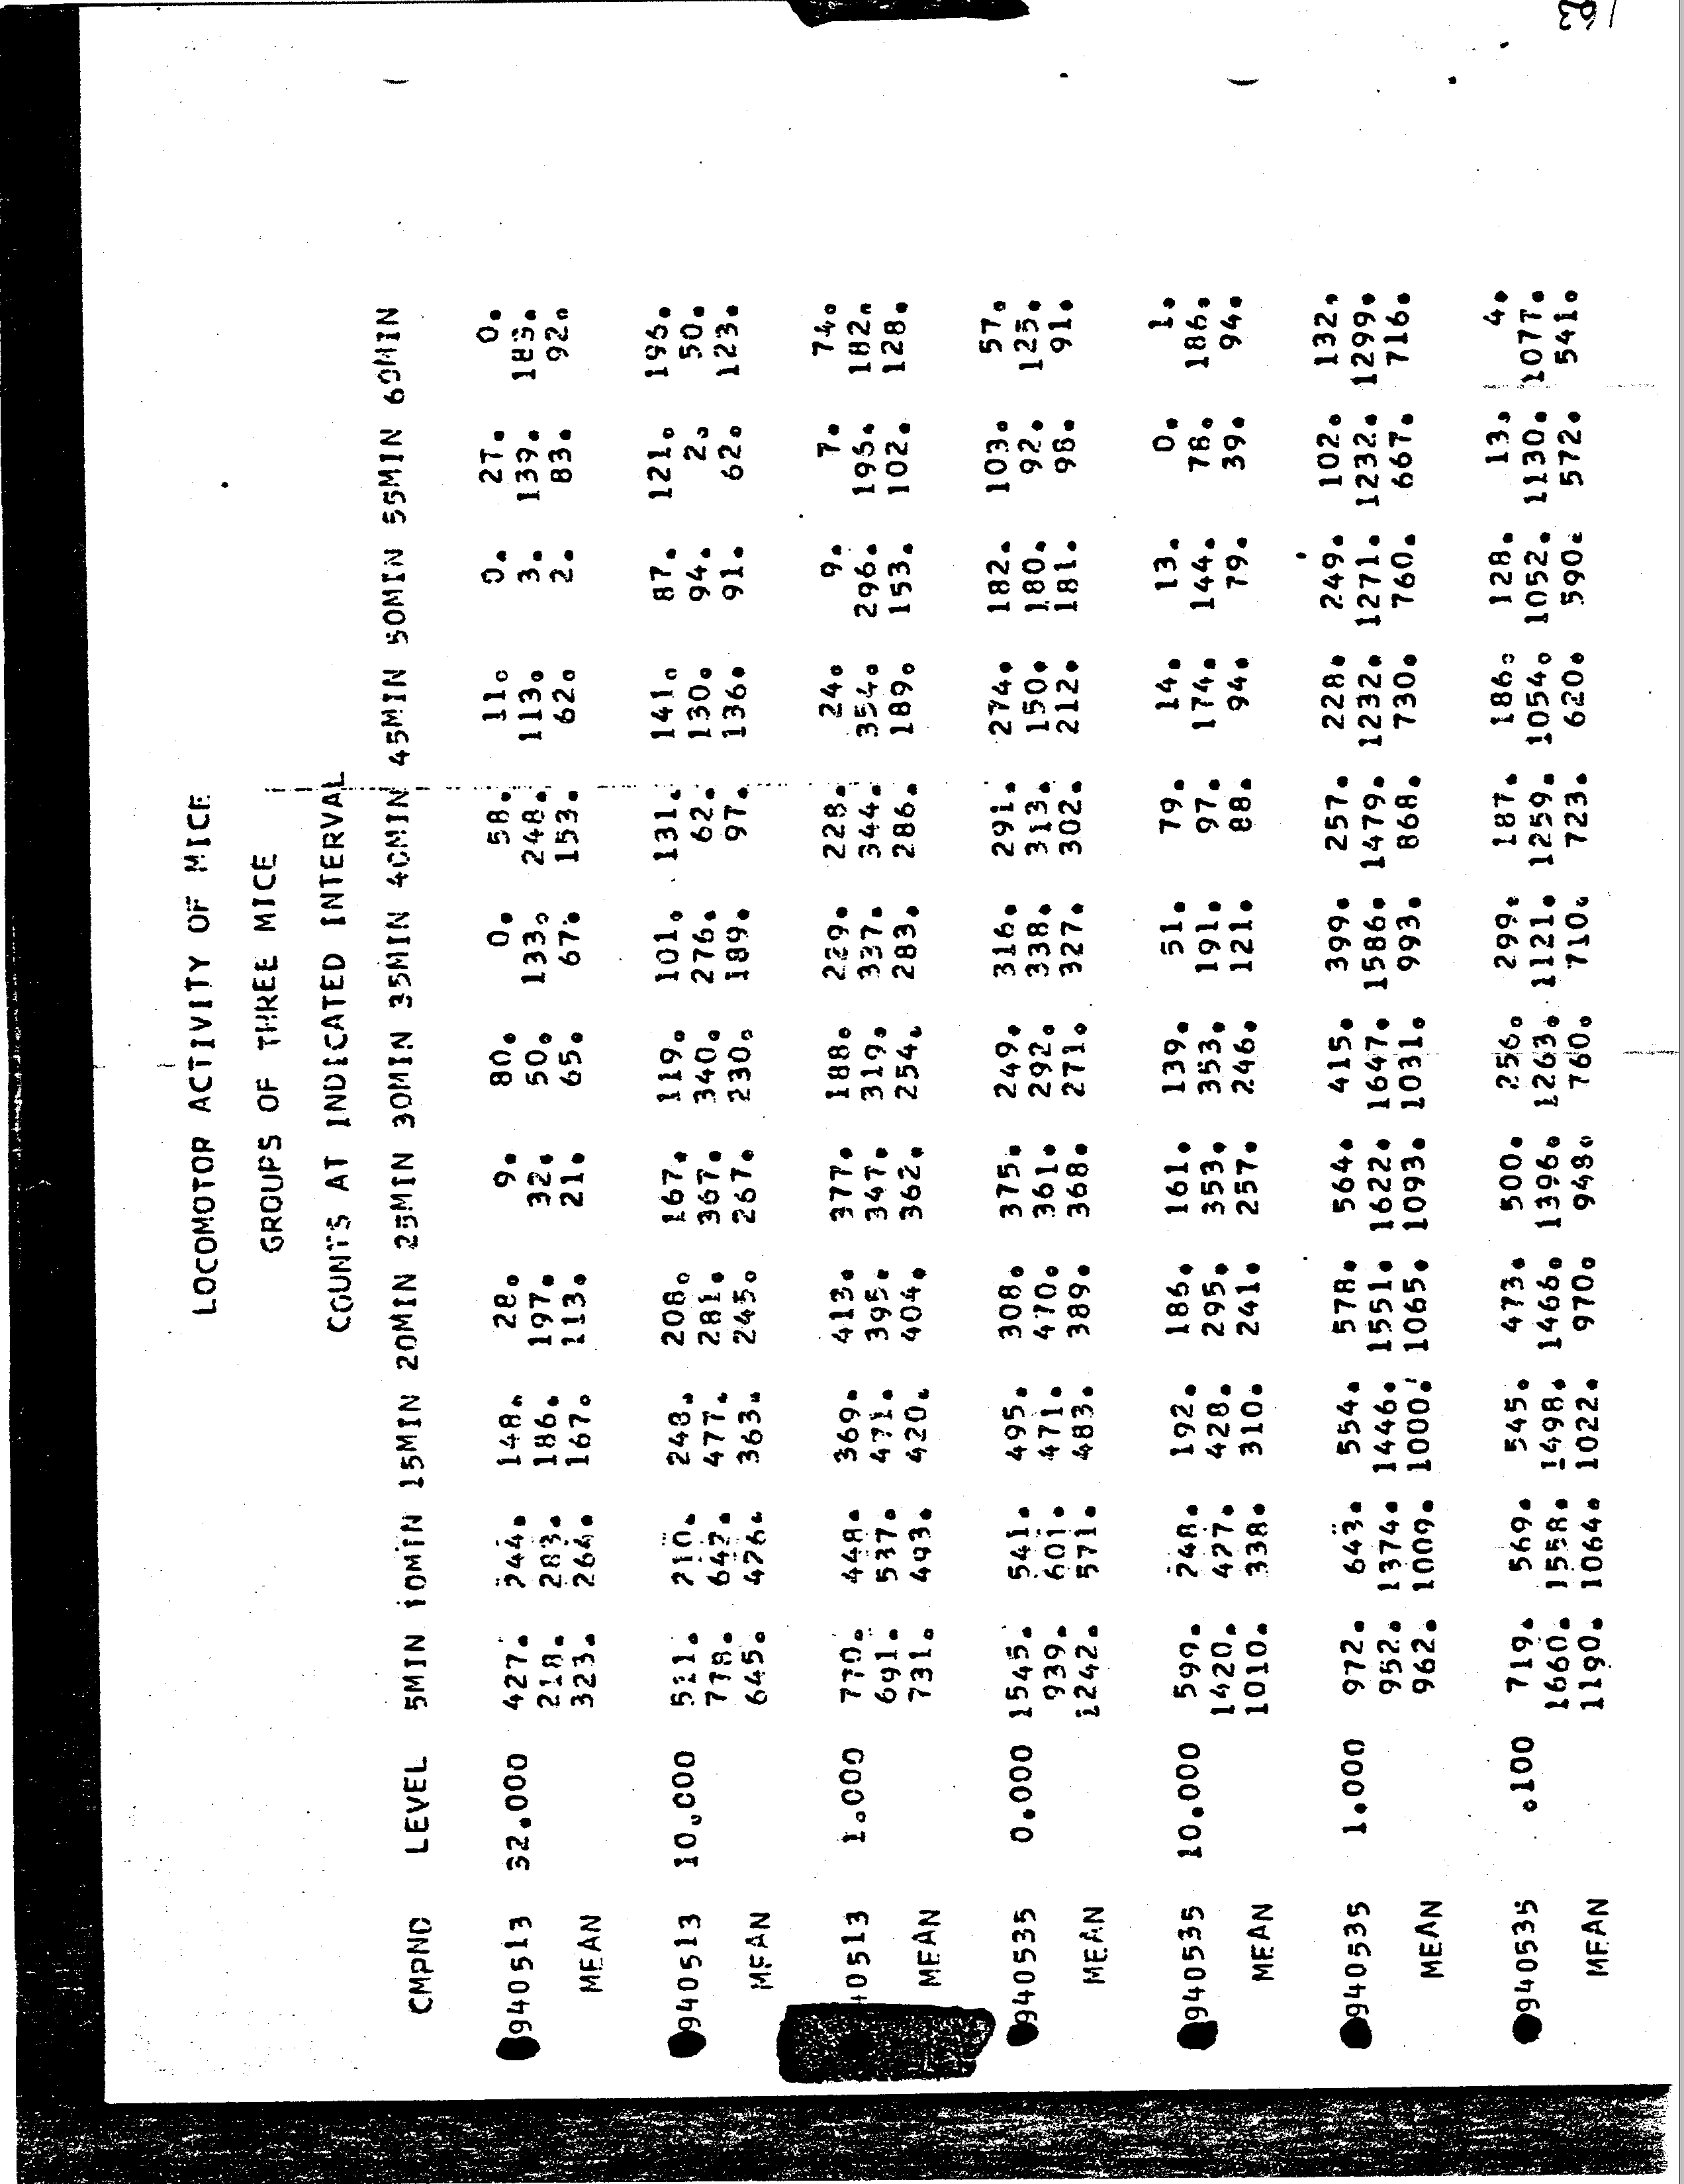 LOCOMOTOR ACTIVITY OF MICE
GROUPS OF THREE MICE
COUNTS AT INDICATED INTERVAL
CMPND LEVEL 5MIN 10MIN 15MIN 20MIN 25MIN 30MIN 35MIN 40MIN 45MIN 50MIN 55MIN 60MIN
940513 32.000 427. 244. 148. 28. 9. 80. 0. 58. 11. 0. 27. 0.
218. 283. 186. 197. 32. 50. 133. 248. 113. 3. 139. 183.
MEAN 323. 264. 167. 113. 21. 65. 67. 153. 62. 2. 83. 92.
940513 10.000 511. 210. 248. 208. 167. 119. 101. 131. 141. 87. 121. 196.
778. 642. 477. 281. 367. 340. 276. 62. 130. 94. 2. 50.
MEAN 645. 426. 363. 245. 267. 230. 189. 97. 136. 91. 62. 123.
40513 1.000 770. 448. 369. 413. 377. 188. 229. 228. 24. 9. 7. 74.
691. 537. 471. 395. 347. 319. 337. 344. 354. 296. 196. 182.
MEAN 731. 493. 420. 404. 362. 254. 283. 286. 189. 153. 102. 128.
940535 0.000 1545. 541. 495. 308. 375. 249. 316. 291. 274. 182. 103. 57.
939. 601. 471. 470. 361. 292. 338. 313. 150. 180. 92. 125.
MEAN 1242. 571. 483. 389. 368. 271. 327. 302. 212. 181. 98. 91.
940535 10.000 599. 248. 192. 186. 161. 139. 51. 79. 14. 13. 0. 1.
1420. 427. 428. 295. 353. 353. 191. 97. 174. 144. 78. 186.
MEAN 1010. 338. 310. 241. 257. 246. 121. 88. 94. 79. 39. 94.
940535 1.000 972. 643. 554. 578. 564. 415. 399. 257. 228. 249. 102. 132.
952. 1374. 1446. 1551. 1622. 1647. 1586. 1479. 1232. 1271. 1232. 1299.
MEAN 962. 1009. 1000. 1065. 1093. 1031. 993. 868. 730. 760. 667. 716.
940535 .100 719. 569. 545. 473. 500. 256. 299. 187. 186. 128. 13. 4.
1660. 1558. 1498. 1466. 1396. 1263. 1121. 1259. 1054. 1052. 1130. 1077.
MEAN 1190. 1064. 1022. 970. 948. 760. 710. 723. 620. 590. 572. 541.